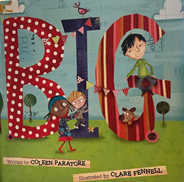 BIG
WRITTEN BY COLEEN PARATORE
ILLUSTRATED BY CLARE FENNELL